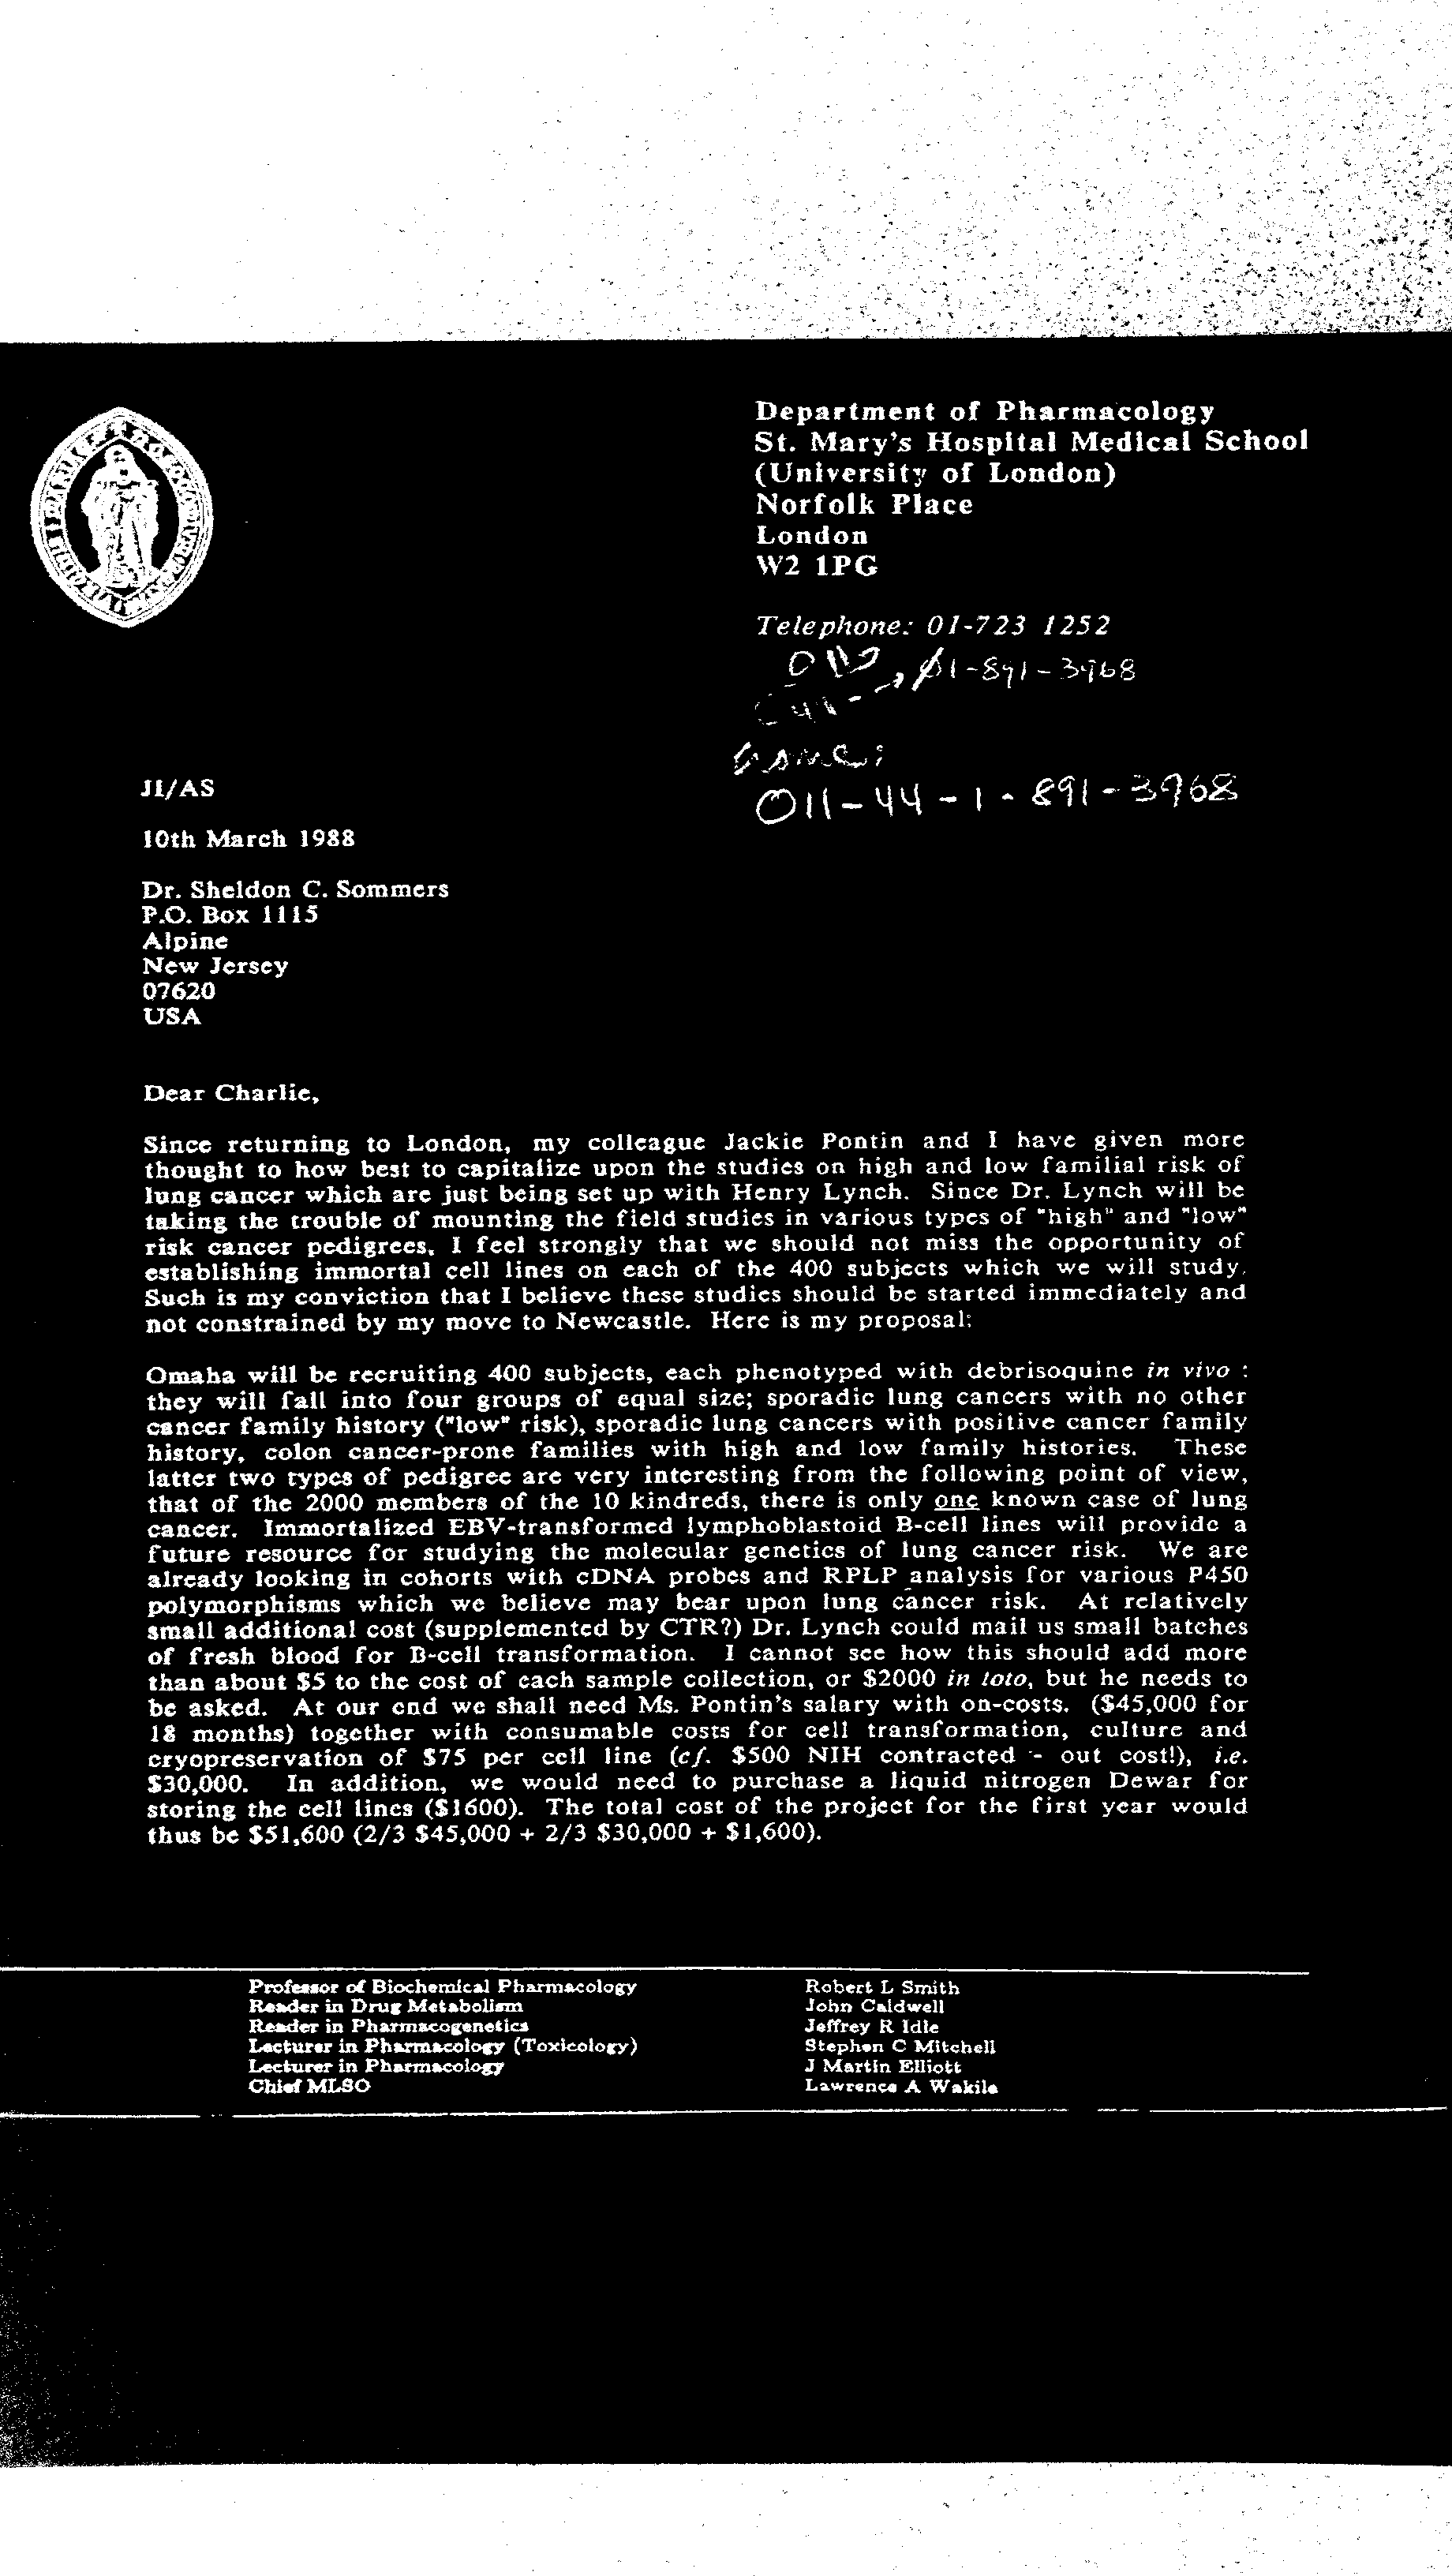 Department of Pharmacology
St. Mary's Hospital Medical School
(University of London)
Norfolk Place
London
W2 1PG
Telephone: 01-723 1252
01-891-3968
Home:
011-44-1-891-3968
JI/AS
10th March 1988
Dr. Sheldon C. Sommers
P.O. Box 1115
Alpine
New Jersey
07620
USA
Dear Charlie,
Since returning to London, my colleague Jackie Pontin and I have given more
thought to how best to capitalize upon the studies on high and low familial risk of
lung cancer which are just being set up with Henry Lynch. Since Dr. Lynch will be
taking the trouble of mounting the field studies in various types of "high" and "low"
risk cancer pedigrees, I feel strongly that we should not miss the opportunity of
establishing immortal cell lines on each of the 400 subjects which we will study.
Such is my conviction that I believe these studies should be started immediately and
not constrained by my move to Newcastle. Here is my proposal:
Omaha will be recruiting 400 subjects, each phenotyped with debrisoquine in vivo :
they will fall into four groups of equal size; sporadic lung cancers with no other
cancer family history ("low" risk), sporadic lung cancers with positive cancer family
history, colon cancer-prone families with high and low family histories. These
latter two types of pedigree are very interesting from the following point of view,
that of the 2000 members of the 10 kindreds, there is only one known case of lung
cancer. Immortalized EBV-transformed lymphoblastoid B-cell lines will provide a
future resource for studying the molecular genetics of lung cancer risk. We are
already looking in cohorts with cDNA probes and RPLP analysis for various P450
polymorphisms which we believe may bear upon lung cancer risk. At relatively
small additional cost (supplemented by CTR?) Dr. Lynch could mail us small batches
of fresh blood for B-cell transformation. I cannot see how this should add more
than about $5 to the cost of each sample collection, or $2000 in toto, but he needs to
be asked. At our end we shall need Ms. Pontin's salary with on-costs. ($45,000 for
18 months) together with consumable costs for cell transformation, culture and
cryopreservation of $75 per cell line (cf. $500 NIH contracted - out cost!), i.e.
$30,000. In addition, we would need to purchase a liquid nitrogen Dewar for
storing the cell lines ($1600). The total cost of the project for the first year would
thus be $51,600 (2/3 $45,000 + 2/3 $30,000 + $1,600).
Professor of Biochemical Pharmacology Robert L Smith
Reader in Drug Metabolism John Caldwell
Reader in Pharmacogenetics Jeffrey R Idle
Lecturer in Pharmacology (Toxicology) Stephen C Mitchell
Lecturer in Pharmacology J Martin Elliott
Chief MLSO Lawrence A Wakile